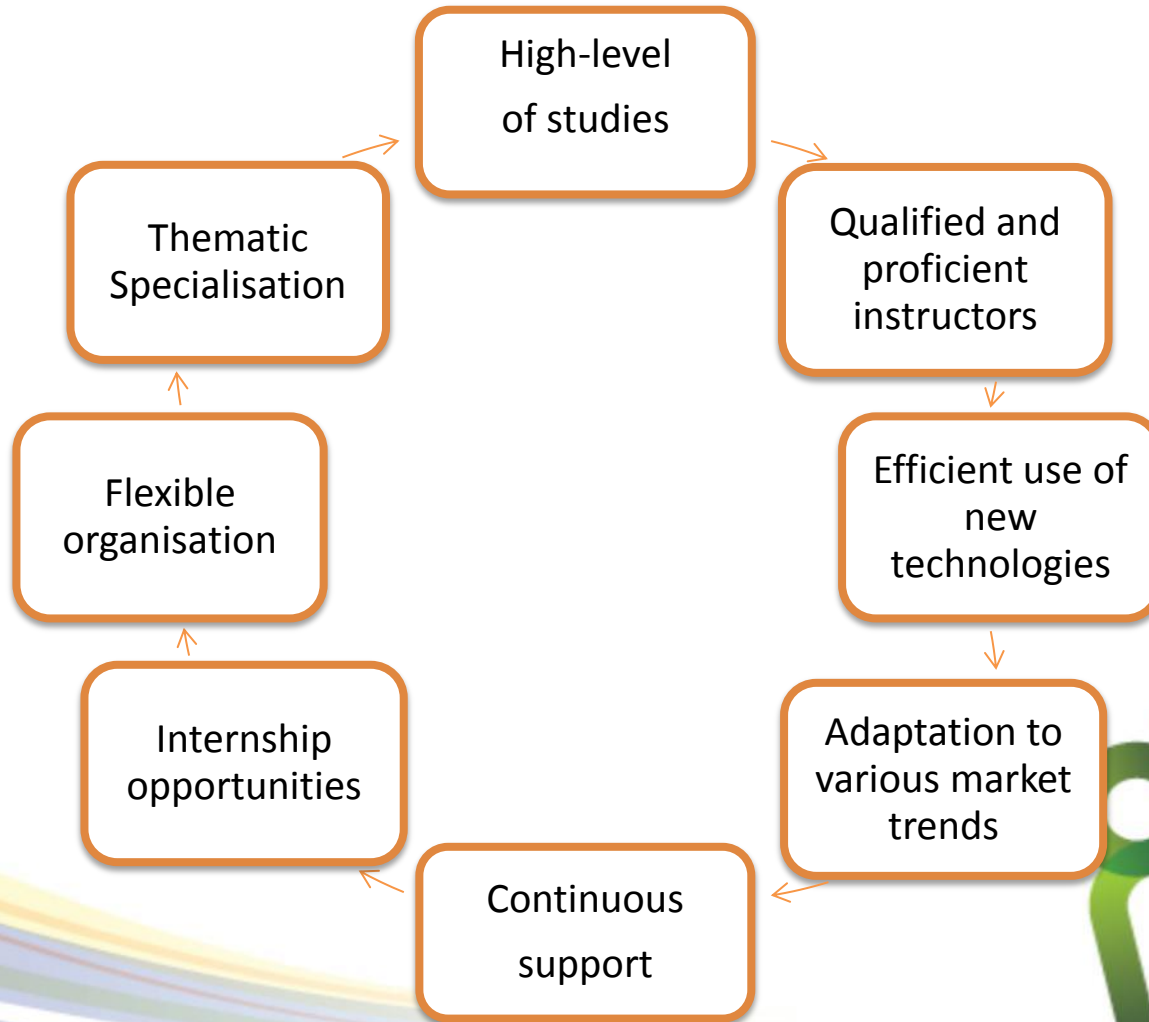 High-level
of studies
Qualified and
proficient
instructors
Efficient use of
new
technologies
Adaptation to
various market
trends
Continuous
support
Internship
opportunities
Flexible
organisation
Thematic
Specialisation